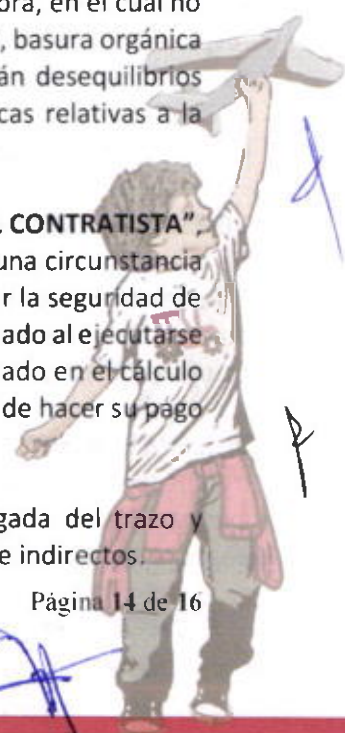 ora, en el cual no
, basura orgánica
án desequilibrios
cas relativas a la
CONTRATISTA",
una circunstancia
r la seguridad de
ado al ejecutarse
ado en el cálculo
de hacer su pago
gada del trazo y
e indirectos.
Página 14 de 16